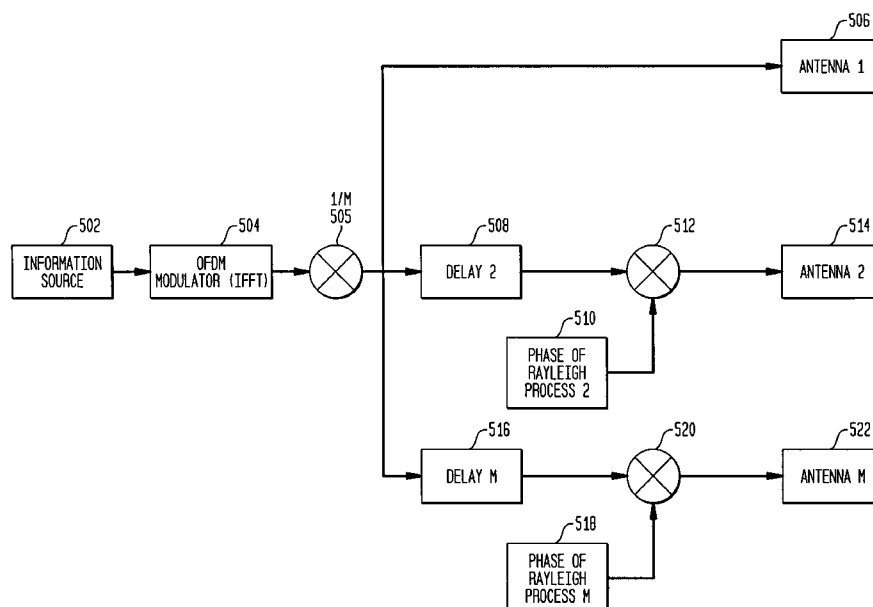 506
ANTENNA 1
502
INFORMATION
SOURCE
504
OFDM
MODULATOR (IFFT)
1/M
505
508
DELAY 2
512
514
ANTENNA 2
510
PHASE OF
RAYLEIGH
PROCESS 2
516
DELAY M
520
522
ANTENNA M
518
PHASE OF
RAYLEIGH
PROCESS M